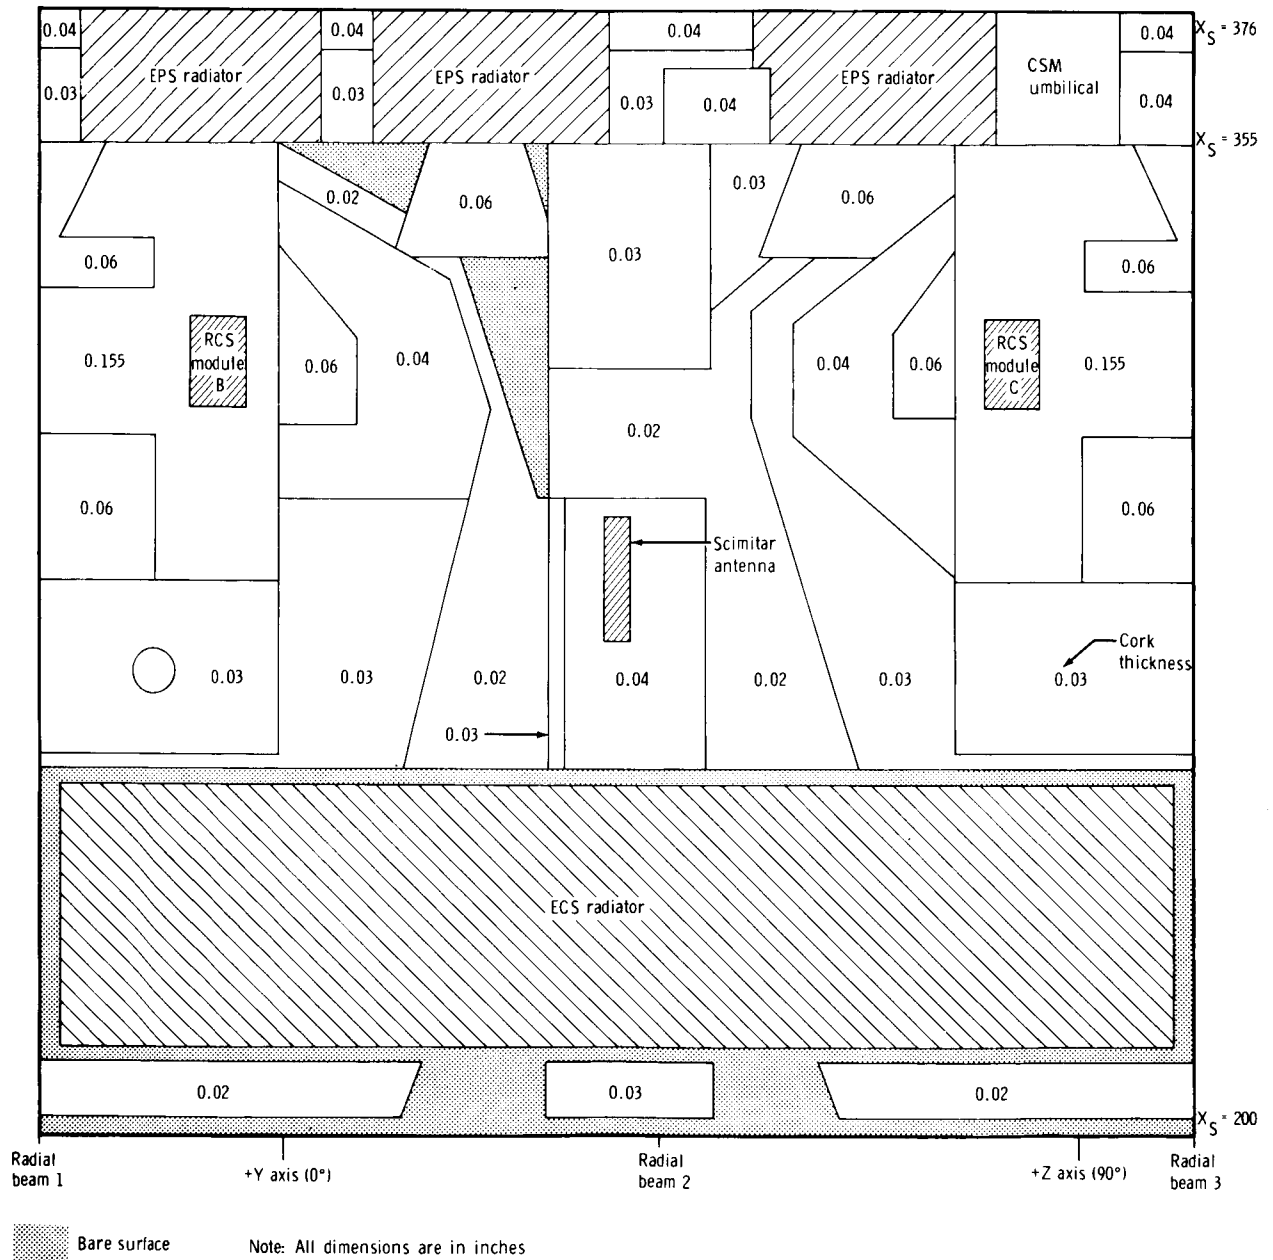 0.04
0.04
0.04
0.04
X_S = 376
EPS radiator
EPS radiator
EPS radiator
CSM
umbilical
0.03
0.03
0.03
0.04
0.04
X_S = 355
0.02
0.06
0.03
0.06
0.03
0.06
0.06
0.155
RCS
module
B
0.06
0.04
0.04
0.06
RCS
module
C
0.155
0.02
0.06
0.06
Scimitar
antenna
Cork
thickness
0.03
0.03
0.02
0.04
0.02
0.03
0.03
0.03
ECS radiator
0.02
0.03
0.02
X_S = 200
Radial
beam 1
+Y axis (0°)
Radial
beam 2
+Z axis (90°)
Radial
beam 3
Bare surface
Note: All dimensions are in inches